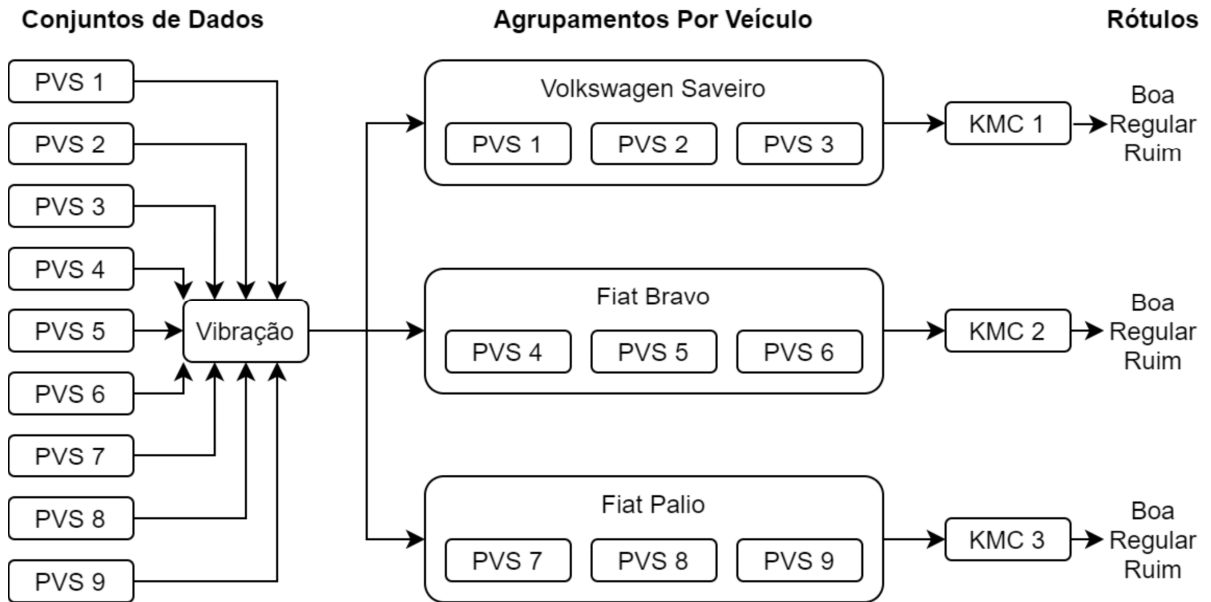 Conjuntos de Dados
Agrupamentos Por Veículo
Rótulos
PVS 1
PVS 2
PVS 3
PVS 4
PVS 5
PVS 6
PVS 7
PVS 8
PVS 9
Vibração
Volkswagen Saveiro
PVS 1 PVS 2 PVS 3
KMC 1
Boa
Regular
Ruim
Fiat Bravo
PVS 4 PVS 5 PVS 6
KMC 2
Boa
Regular
Ruim
Fiat Palio
PVS 7 PVS 8 PVS 9
KMC 3
Boa
Regular
Ruim